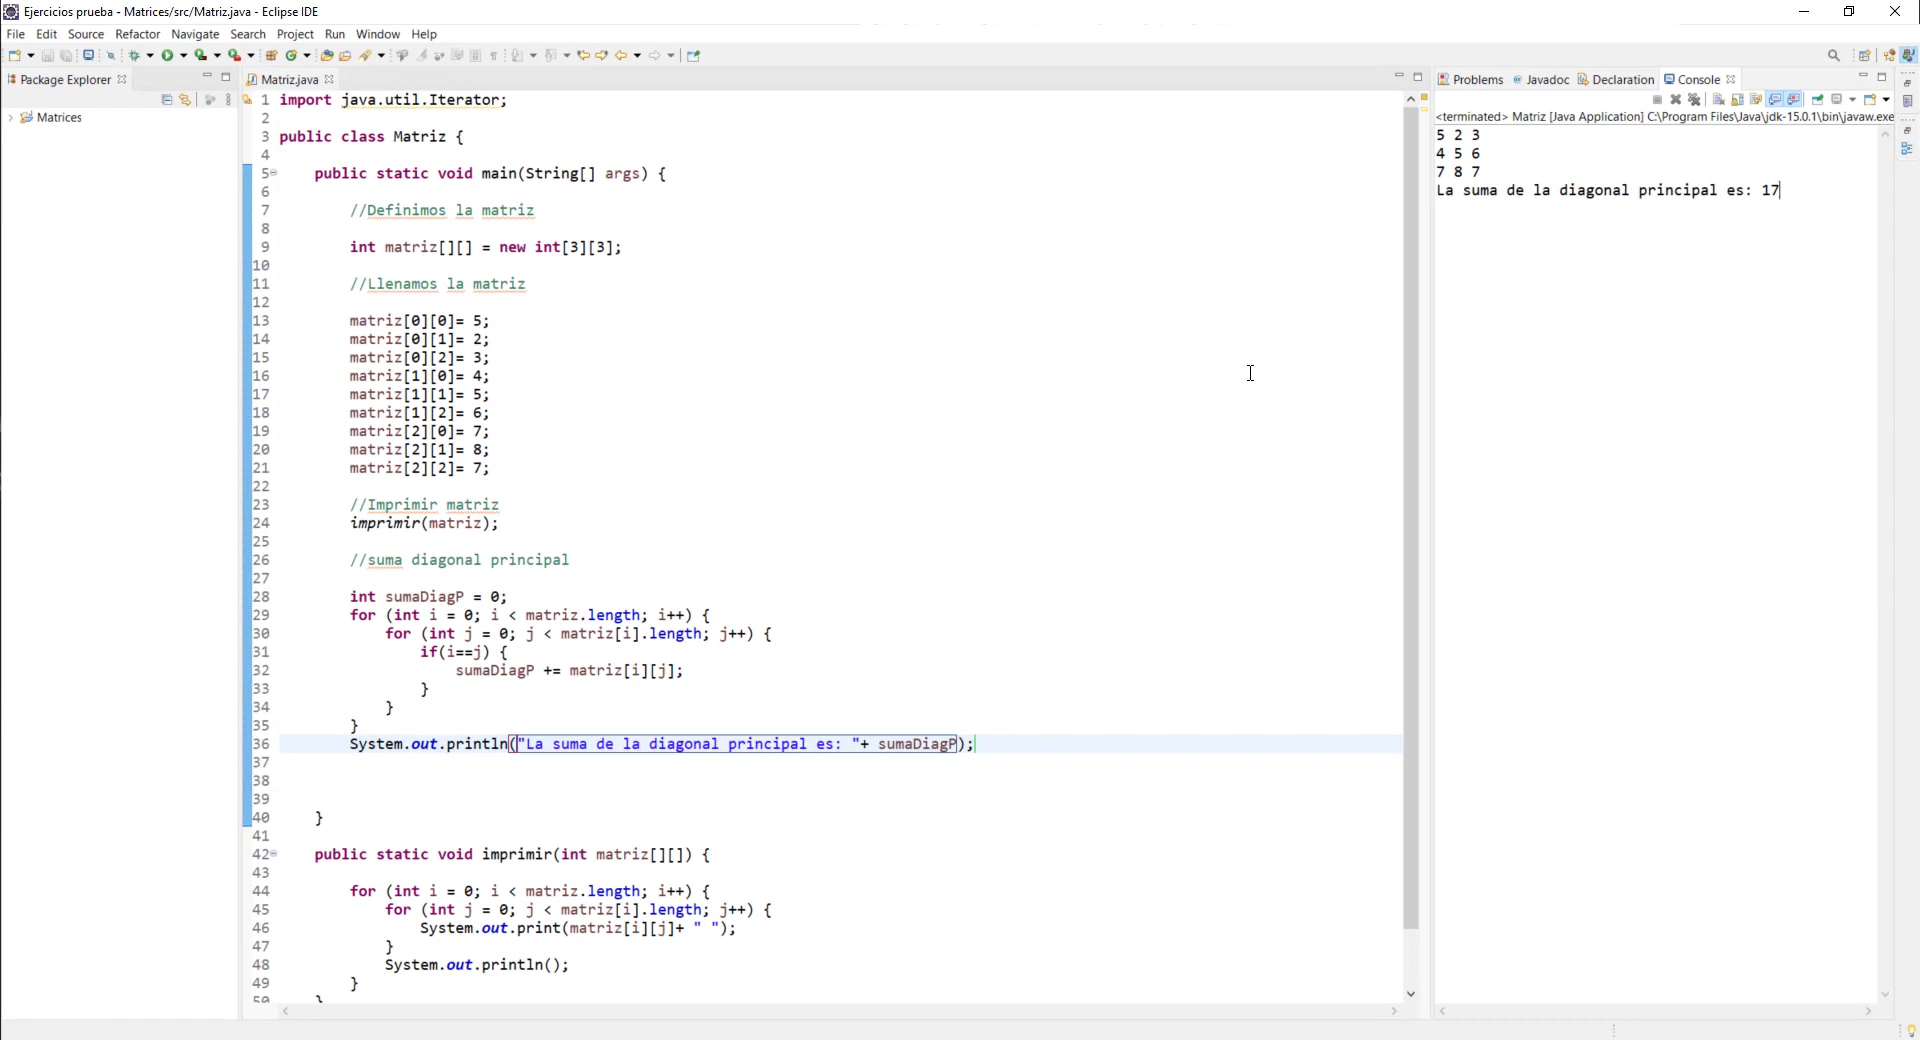 Ejercicios prueba - Matrices/src/Matriz.java - Eclipse IDE
File Edit Source Refactor Navigate Search Project Run Window Help
Package Explorer
Matrices
Matriz.java
1 import java.util.Iterator;
2
3 public class Matriz {
4
5 public static void main(String[] args) {
6
7 //Definimos la matriz
8
9 int matriz[][] = new int[3][3];
10
11 //Llenamos la matriz
12
13 matriz[0][0]= 5;
14 matriz[0][1]= 2;
15 matriz[0][2]= 3;
16 matriz[1][0]= 4;
17 matriz[1][1]= 5;
18 matriz[1][2]= 6;
19 matriz[2][0]= 7;
20 matriz[2][1]= 8;
21 matriz[2][2]= 7;
22
23 //Imprimir matriz
24 imprimir(matriz);
25
26 //suma diagonal principal
27
28 int sumaDiagP = 0;
29 for (int i = 0; i < matriz.length; i++) {
30 for (int j = 0; j < matriz[i].length; j++) {
31 if(i==j) {
32 sumaDiagP += matriz[i][j];
33 }
34 }
35 }
36 System.out.println("La suma de la diagonal principal es: "+ sumaDiagP);
37
38
39
40 }
41
42 public static void imprimir(int matriz[][]) {
43
44 for (int i = 0; i < matriz.length; i++) {
45 for (int j = 0; j < matriz[i].length; j++) {
46 System.out.print(matriz[i][j]+ " ");
47 }
48 System.out.println();
49 }
50 }
Problems Javadoc Declaration Console
<terminated> Matriz [Java Application] C:\Program Files\Java\jdk-15.0.1\bin\javaw.exe
5 2 3
4 5 6
7 8 7
La suma de la diagonal principal es: 17